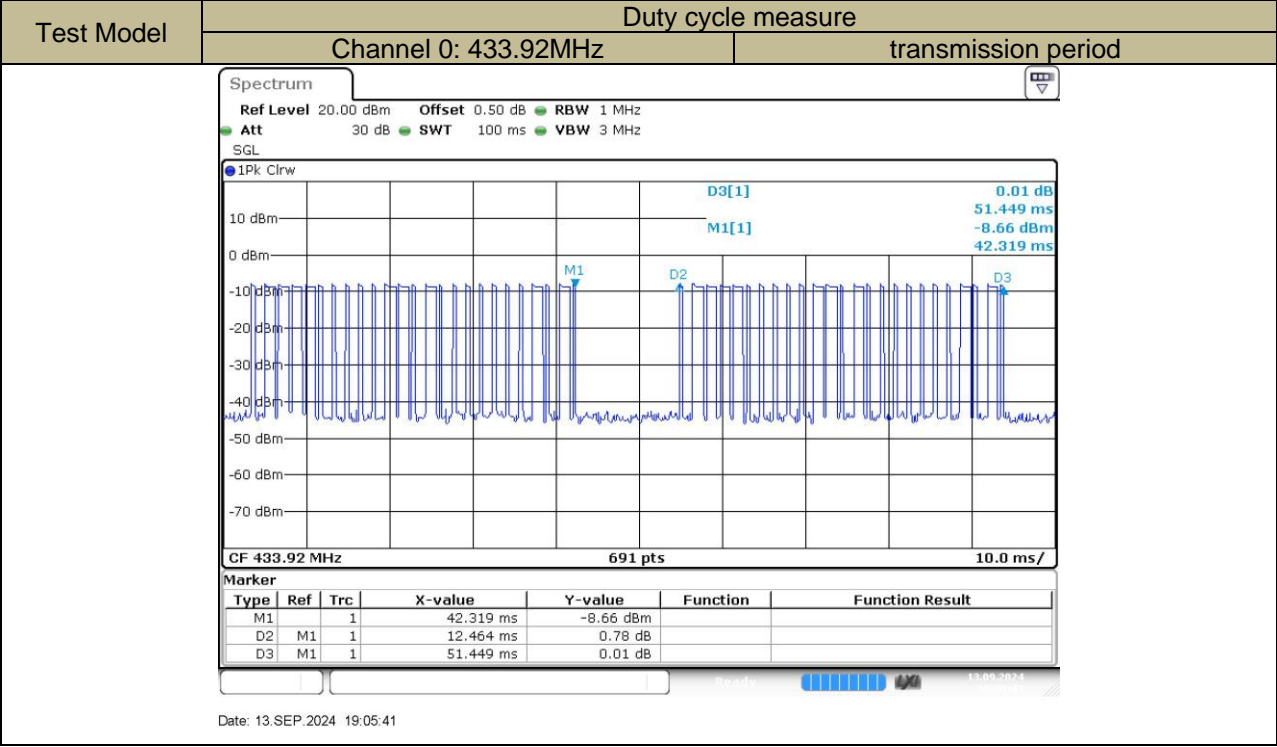 Test Model
Duty cycle measure
Channel 0: 433.92MHz transmission period
Spectrum
Ref Level 20.00 dBm Offset 0.50 dB RBW 1 MHz
Att 30 dB SWT 100 ms VBW 3 MHz
SGL
1Pk Clrw
D3[1] 0.01 dB
51.449 ms
10 dBm
M1[1] -8.66 dBm
42.319 ms
0 dBm
M1 D2 D3
-10 dBm
-20 dBm
-30 dBm
-40 dBm
-50 dBm
-60 dBm
-70 dBm
CF 433.92 MHz 691 pts 10.0 ms/
Marker
Type Ref Trc X-value Y-value Function Function Result
M1 1 42.319 ms -8.66 dBm
D2 M1 1 12.464 ms 0.78 dB
D3 M1 1 51.449 ms 0.01 dB
Ready 13.09.2024
Date: 13.SEP.2024 19:05:41